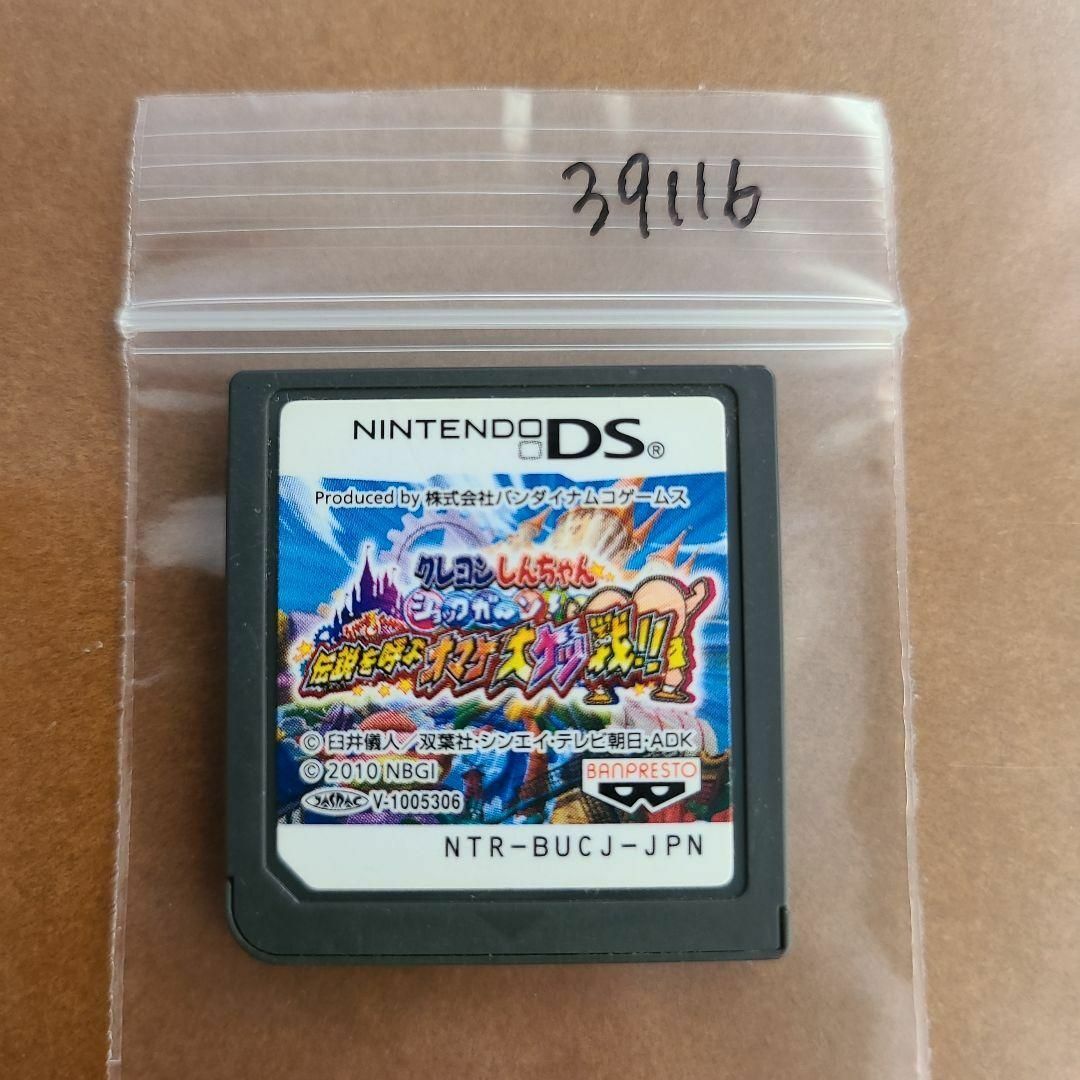 39116
NINTENDO DS®
Produced by 株式会社バンダイナムコゲームス
クレヨンしんちゃん
ショックガ～ン!
伝説を呼ぶ オマケ大ケツ戦!!
© 臼井儀人／双葉社・シンエイ・テレビ朝日・ADK
© 2010 NBGI
BANPRESTO
JASRAC V-1005306
NTR-BUCJ-JPN